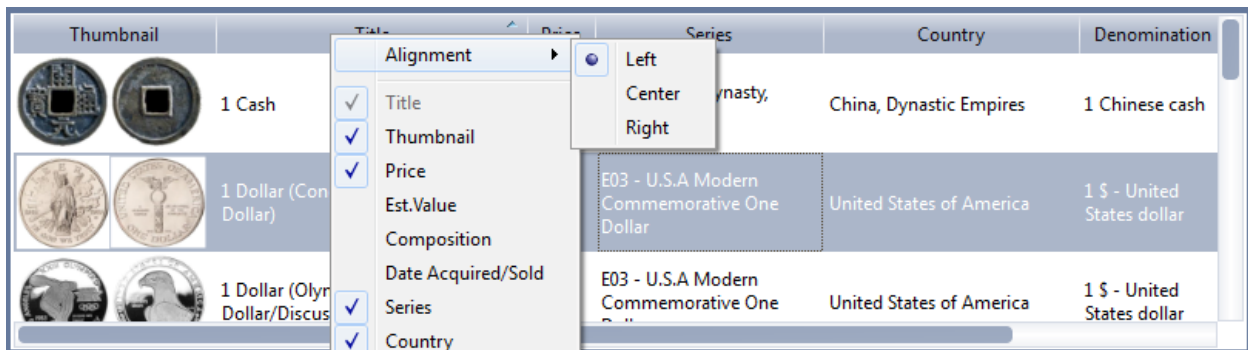 Thumbnail Title Price Series Country Denomination
1 Cash
ynasty,
China, Dynastic Empires
1 Chinese cash
1 Dollar (Con
Dollar)
E03 - U.S.A Modern
Commemorative One
Dollar
United States of America
1 $ - United
States dollar
1 Dollar (Olyn
Dollar/Discus
E03 - U.S.A Modern
Commemorative One
United States of America
1 $ - United
States dollar
Alignment
Title
Thumbnail
Price
Est.Value
Composition
Date Acquired/Sold
Series
Country
Left
Center
Right